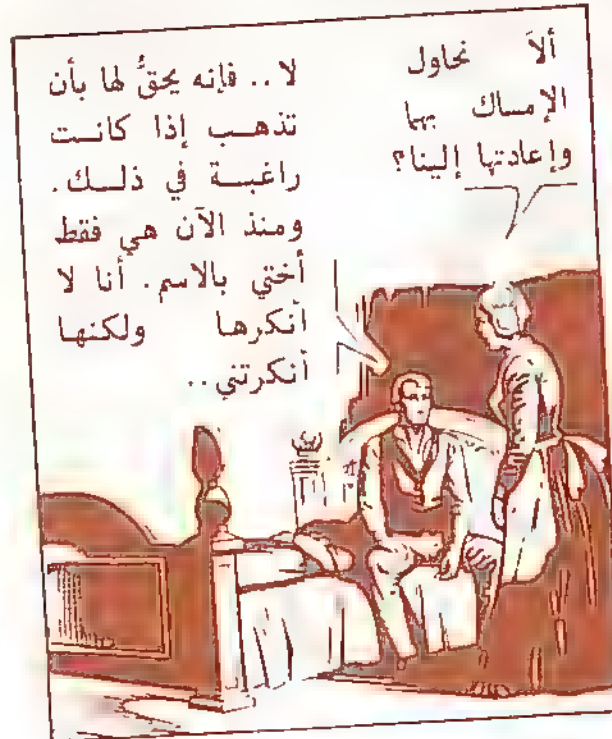 ألاَ نحاول
الإمساك بها
وإعادتها إلينا؟
لا.. فإنه يحقُّ لها بأن
تذهب إذا كانت
راغبة في ذلك.
ومنذ الآن هي فقط
أختي بالاسم. أنا لا
أنكرها ولكنها
أنكرتني..